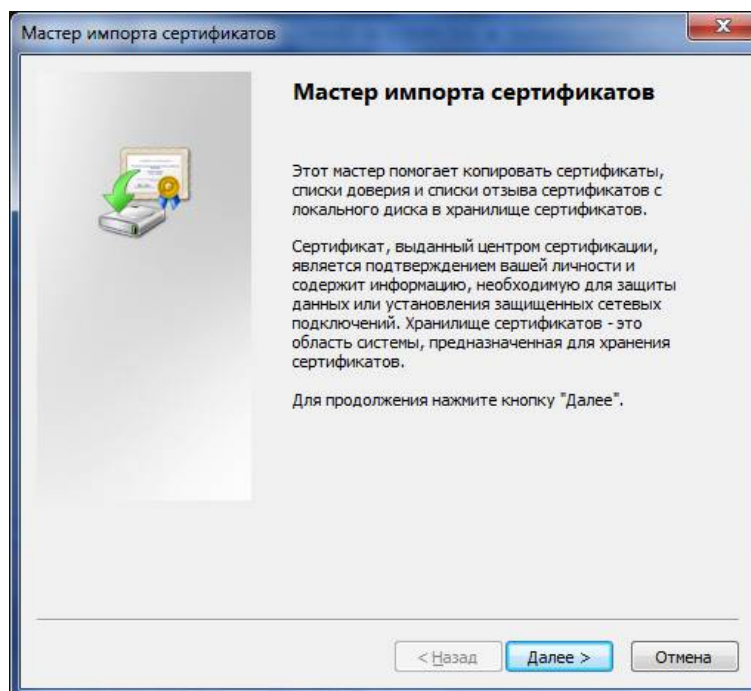 Мастер импорта сертификатов
Мастер импорта сертификатов
Этот мастер помогает копировать сертификаты,
списки доверия и списки отзыва сертификатов с
локального диска в хранилище сертификатов.
Сертификат, выданный центром сертификации,
является подтверждением вашей личности и
содержит информацию, необходимую для защиты
данных или установления защищенных сетевых
подключений. Хранилище сертификатов - это
область системы, предназначенная для хранения
сертификатов.
Для продолжения нажмите кнопку "Далее".
< Назад Далее > Отмена